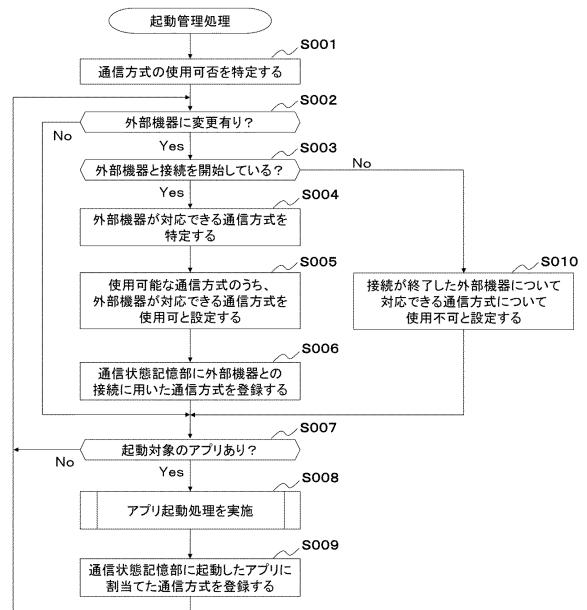 起動管理処理
S001
通信方式の使用可否を特定する
S002
外部機器に変更有り?
No
Yes
S003
外部機器と接続を開始している?
No
Yes
S004
外部機器が対応できる通信方式を
特定する
S005
使用可能な通信方式のうち、
外部機器が対応できる通信方式を
使用可と設定する
S010
接続が終了した外部機器について
対応できる通信方式について
使用不可と設定する
S006
通信状態記憶部に外部機器との
接続に用いた通信方式を登録する
S007
起動対象のアプリあり?
No
Yes
S008
アプリ起動処理を実施
S009
通信状態記憶部に起動したアプリに
割当てた通信方式を登録する